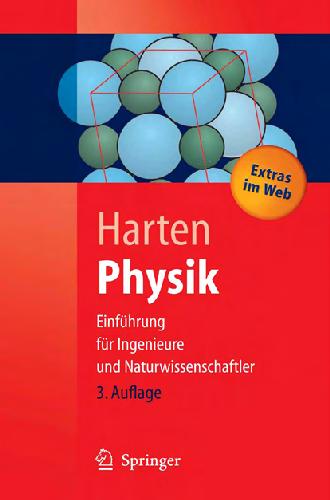 Extras
im Web
Harten
Physik
Einführung
für Ingenieure
und Naturwissenschaftler
3. Auflage
Springer